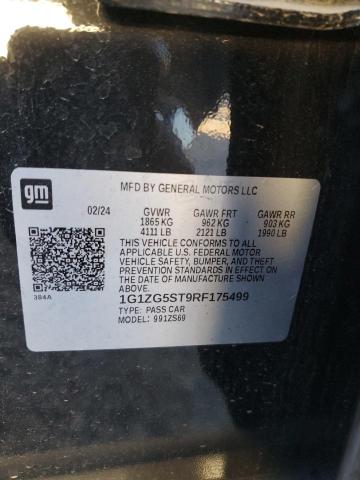 gm
MFD BY GENERAL MOTORS LLC
02/24 GVWR GAWR FRT GAWR RR
1865 KG 962 KG 903 KG
4111 LB 2121 LB 1990 LB
THIS VEHICLE CONFORMS TO ALL
APPLICABLE U.S. FEDERAL MOTOR
VEHICLE SAFETY, BUMPER, AND THEFT
PREVENTION STANDARDS IN EFFECT ON
THE DATE OF MANUFACTURE SHOWN
ABOVE.
384A
1G1ZG5ST9RF175499
TYPE: PASS CAR
MODEL: 991ZS69